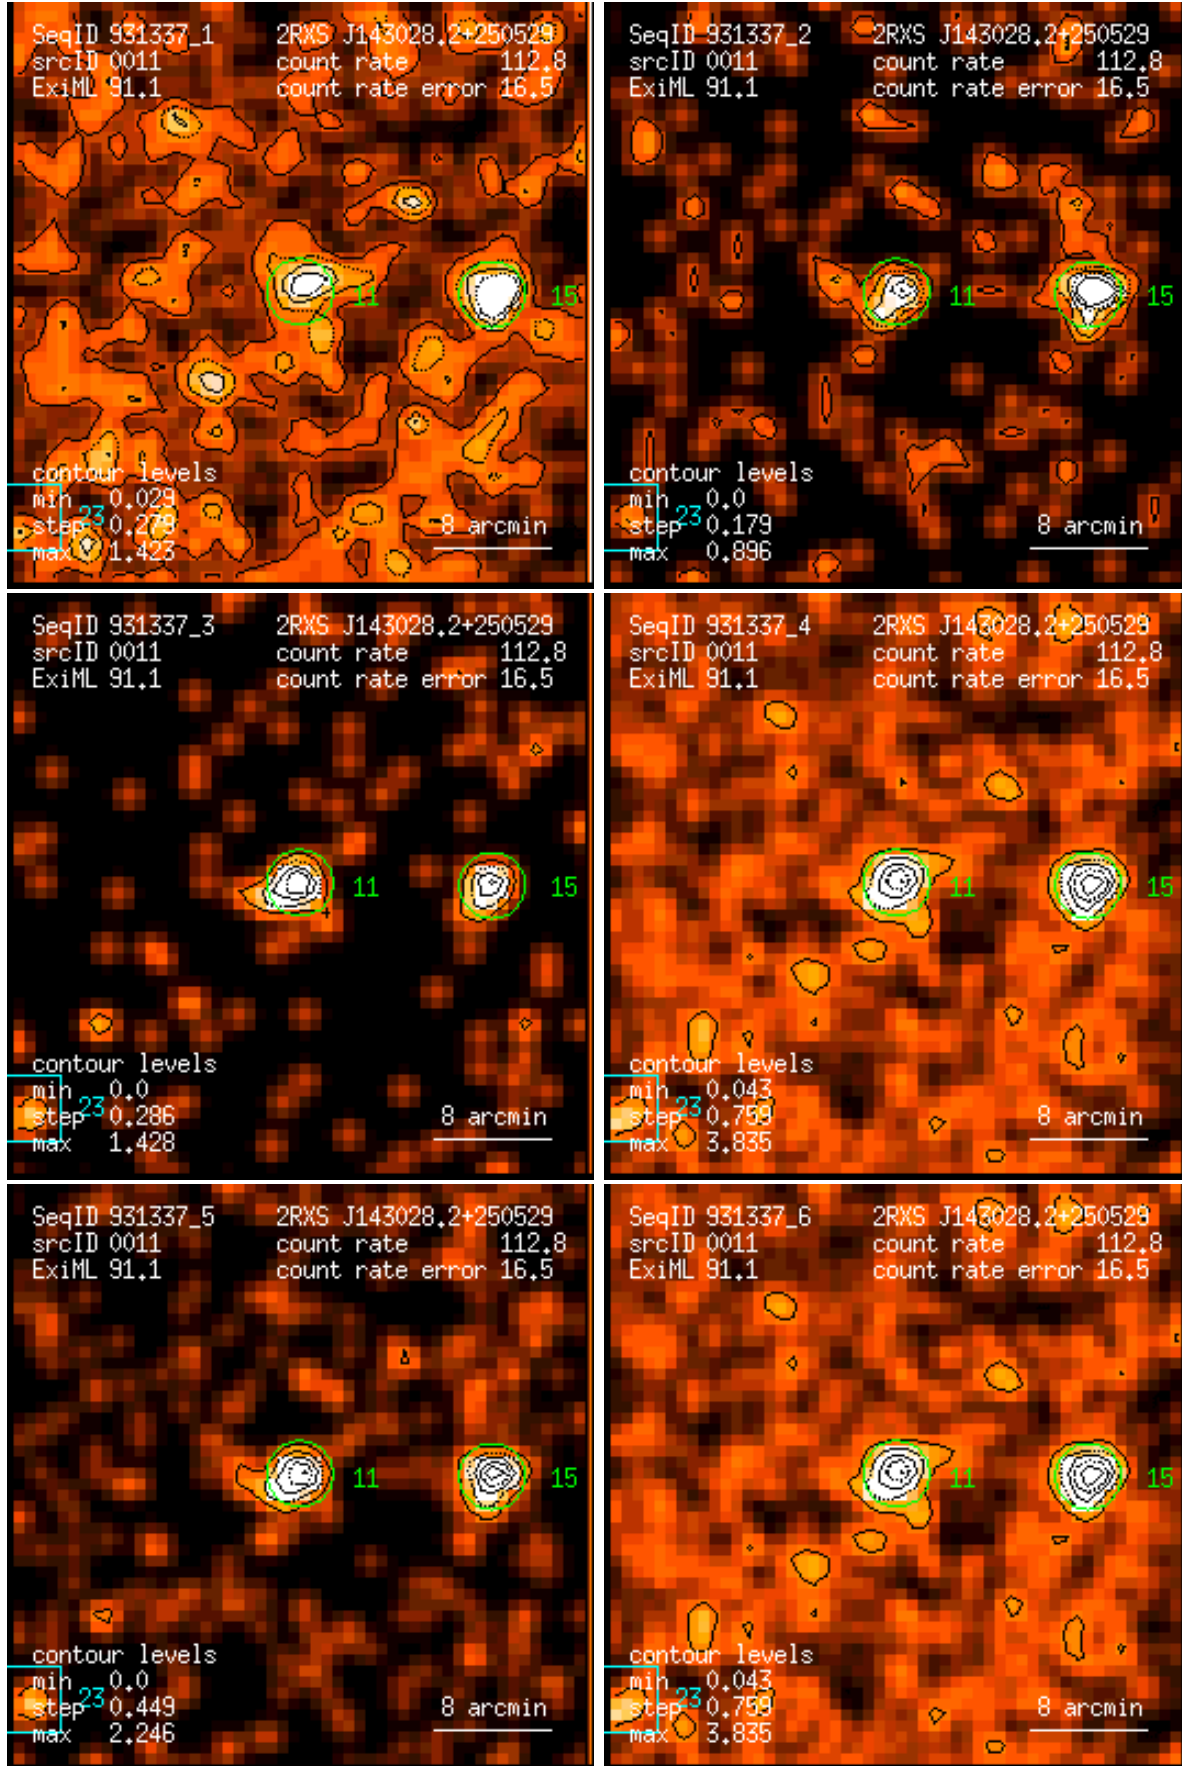 SeqID 931337_1 2RXS J143028.2+250529
srcID 0011 count rate 112.8
ExiML 91.1 count rate error 16.5
11
15
contour levels
min 0.029
step 0.279
max 1.423
23
8 arcmin
SeqID 931337_2 2RXS J143028.2+250529
srcID 0011 count rate 112.8
ExiML 91.1 count rate error 16.5
11
15
contour levels
min 0.0
step 0.179
max 0.896
23
8 arcmin
SeqID 931337_3 2RXS J143028.2+250529
srcID 0011 count rate 112.8
ExiML 91.1 count rate error 16.5
11
15
contour levels
min 0.0
step 0.286
max 1.428
23
8 arcmin
SeqID 931337_4 2RXS J143028.2+250529
srcID 0011 count rate 112.8
ExiML 91.1 count rate error 16.5
11
15
contour levels
min 0.043
step 0.759
max 3.835
23
8 arcmin
SeqID 931337_5 2RXS J143028.2+250529
srcID 0011 count rate 112.8
ExiML 91.1 count rate error 16.5
11
15
contour levels
min 0.0
step 0.449
max 2.246
23
8 arcmin
SeqID 931337_6 2RXS J143028.2+250529
srcID 0011 count rate 112.8
ExiML 91.1 count rate error 16.5
11
15
contour levels
min 0.043
step 0.759
max 3.835
23
8 arcmin